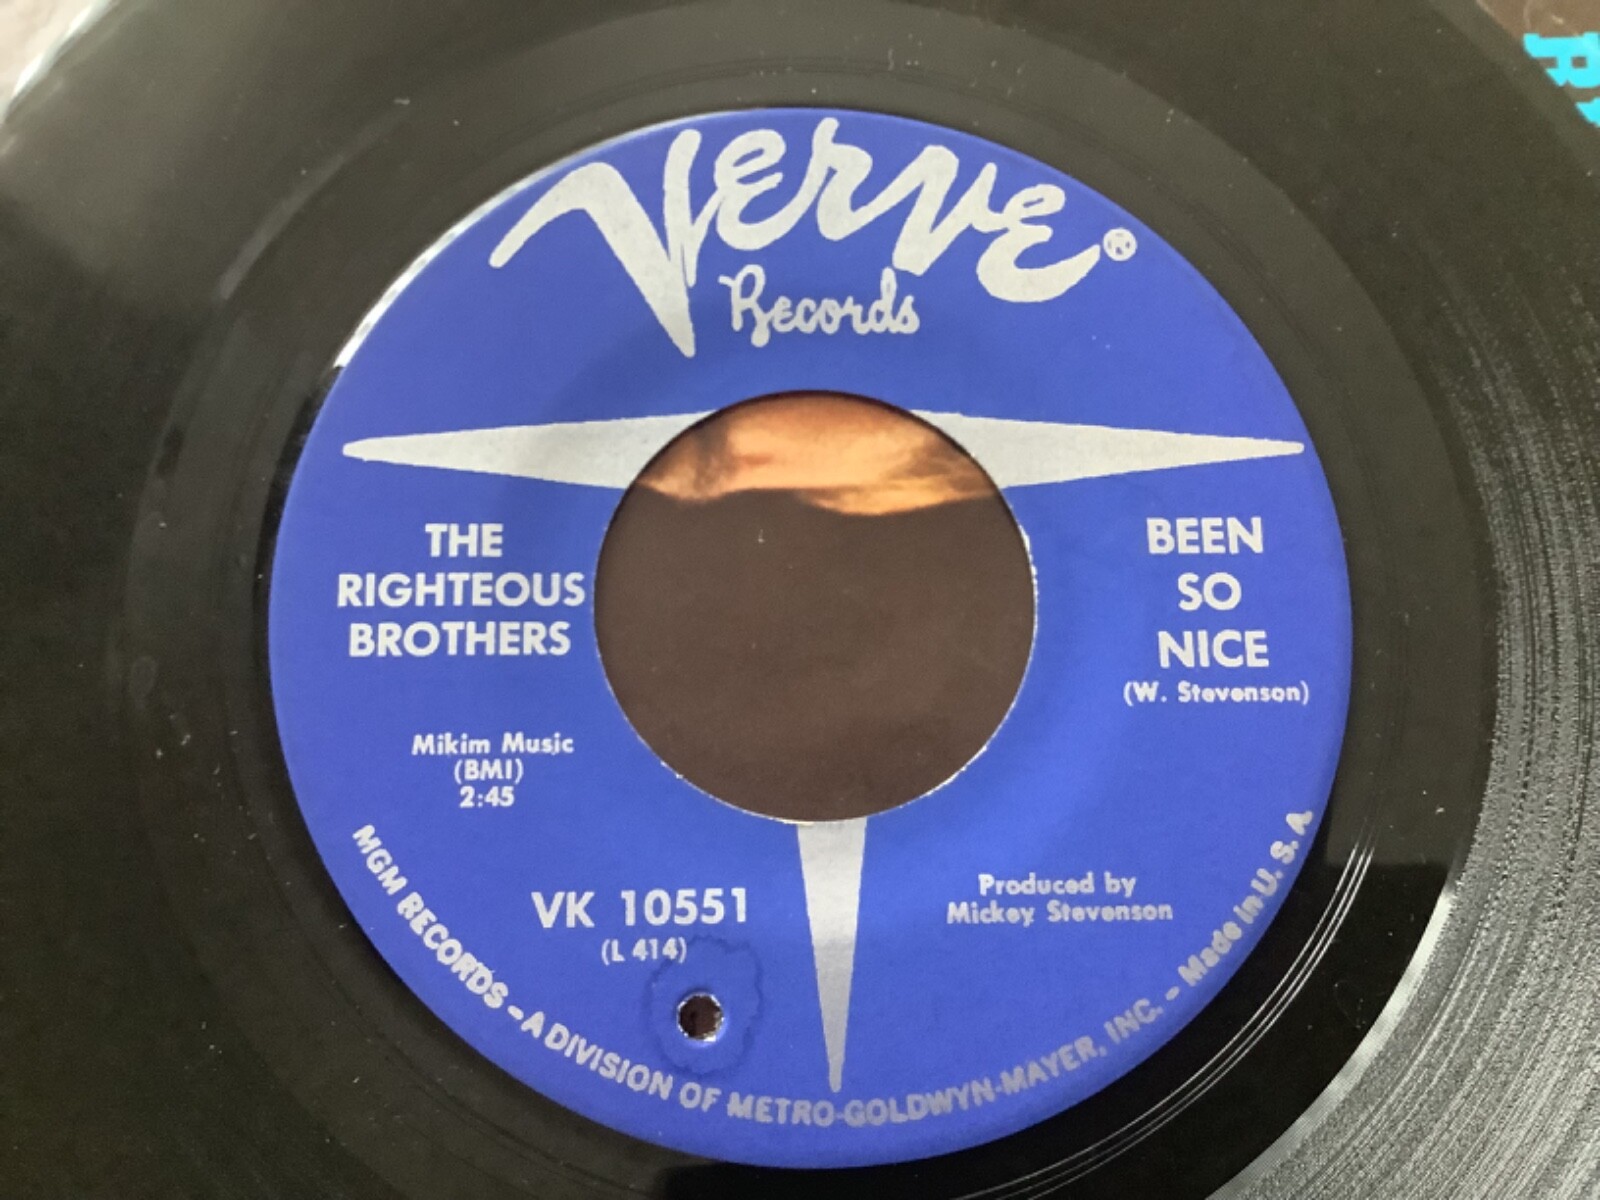 Verve®
Records
THE
RIGHTEOUS
BROTHERS
BEEN
SO
NICE
(W. Stevenson)
Mikim Music
(BMI)
2:45
VK 10551
(L 414)
Produced by
Mickey Stevenson
MGM RECORDS - A DIVISION OF METRO-GOLDWYN-MAYER, INC. - Made in U. S. A.